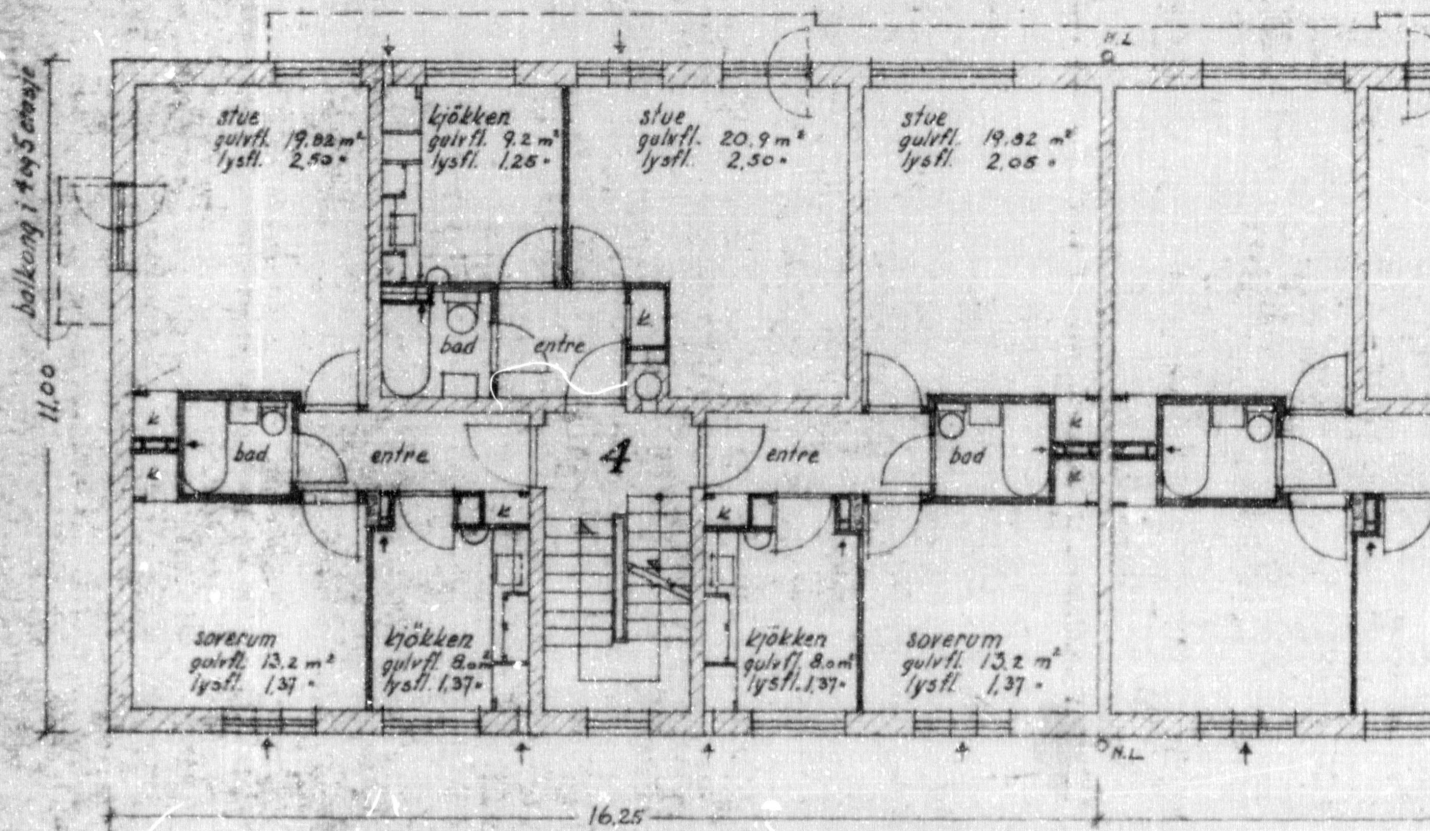 N.L
balkong i 4 og 5 etasje
stue
gulvfl. 19.82 m²
lysfl. 2,50 "
kjökken
gulvfl. 9.2 m²
lysfl. 1,25 "
stue
gulvfl. 20.9 m²
lysfl. 2,50 "
stue
gulvfl. 19.82 m²
lysfl. 2,05 "
k
bad
entre
11,00
k
k
bad
entre
4
entre
bad
k
k
k
k
soverum
gulvfl. 13.2 m²
lysfl. 1,37 "
kjökken
gulvfl. 8.0 m²
lysfl. 1,37 "
kjökken
gulvfl. 8.0 m²
lysfl. 1,37 "
soverum
gulvfl. 13.2 m²
lysfl. 1,37 "
N.L.
16,25